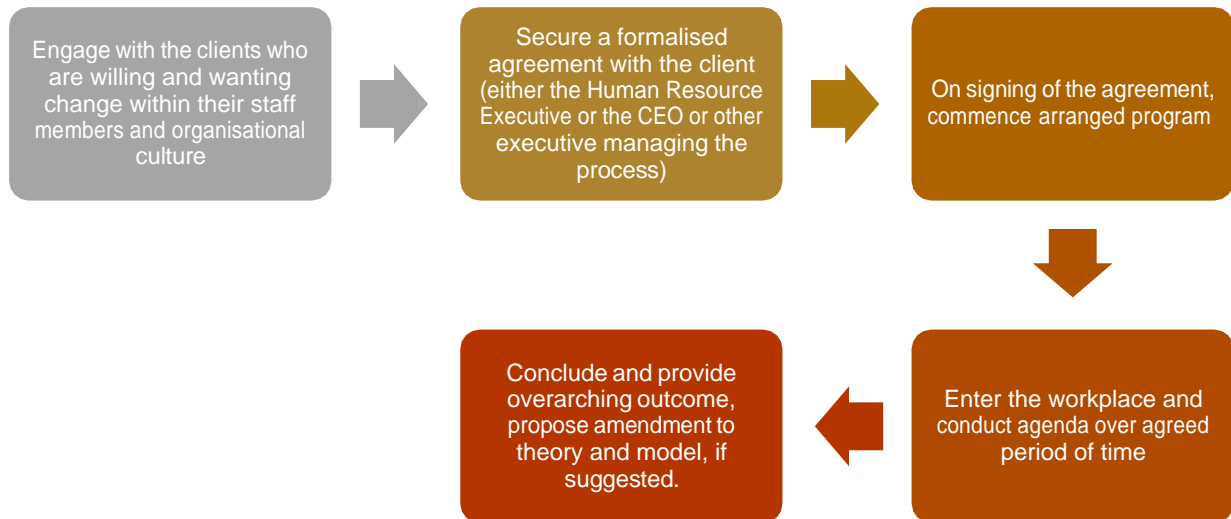 Engage with the clients who
are willing and wanting
change within their staff
members and organisational
culture
Secure a formalised
agreement with the client
(either the Human Resource
Executive or the CEO or other
executive managing the
process)
On signing of the agreement,
commence arranged program
Enter the workplace and
conduct agenda over agreed
period of time
Conclude and provide
overarching outcome,
propose amendment to
theory and model, if
suggested.